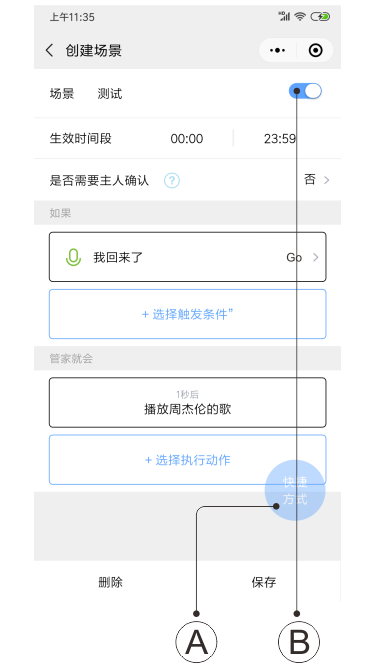 上午11:35
HD
创建场景
场景 测试
生效时间段 00:00 23:59
是否需要主人确认 ? 否
如果
我回来了 Go
+ 选择触发条件”
管家就会
1秒后
播放周杰伦的歌
+ 选择执行动作
快捷
方式
删除 保存
A B